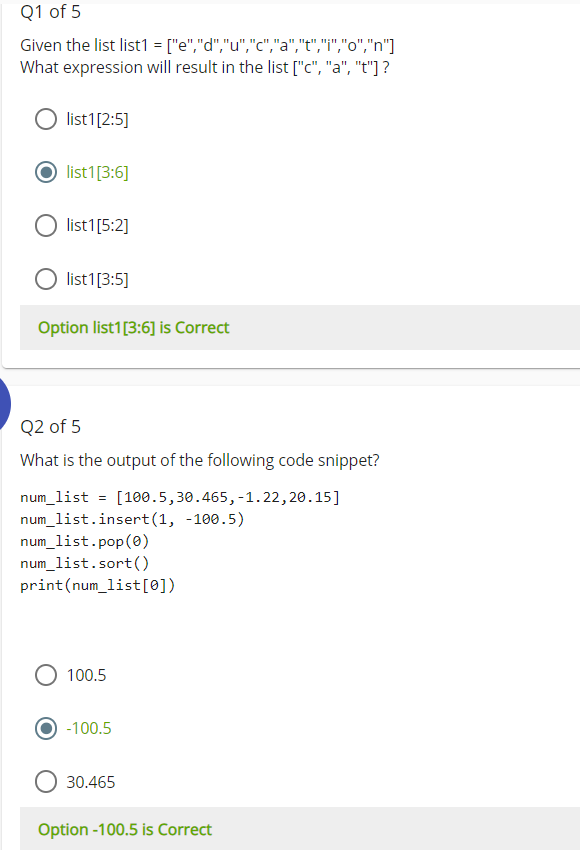 Q1 of 5
Given the list list1 = ["e","d","u","c","a","t","i","o","n"]
What expression will result in the list ["c", "a", "t"] ?
list1[2:5]
list1[3:6]
list1[5:2]
list1[3:5]
Option list1[3:6] is Correct
Q2 of 5
What is the output of the following code snippet?
num_list = [100.5,30.465,-1.22,20.15]
num_list.insert(1, -100.5)
num_list.pop(0)
num_list.sort()
print(num_list[0])
100.5
-100.5
30.465
Option -100.5 is Correct